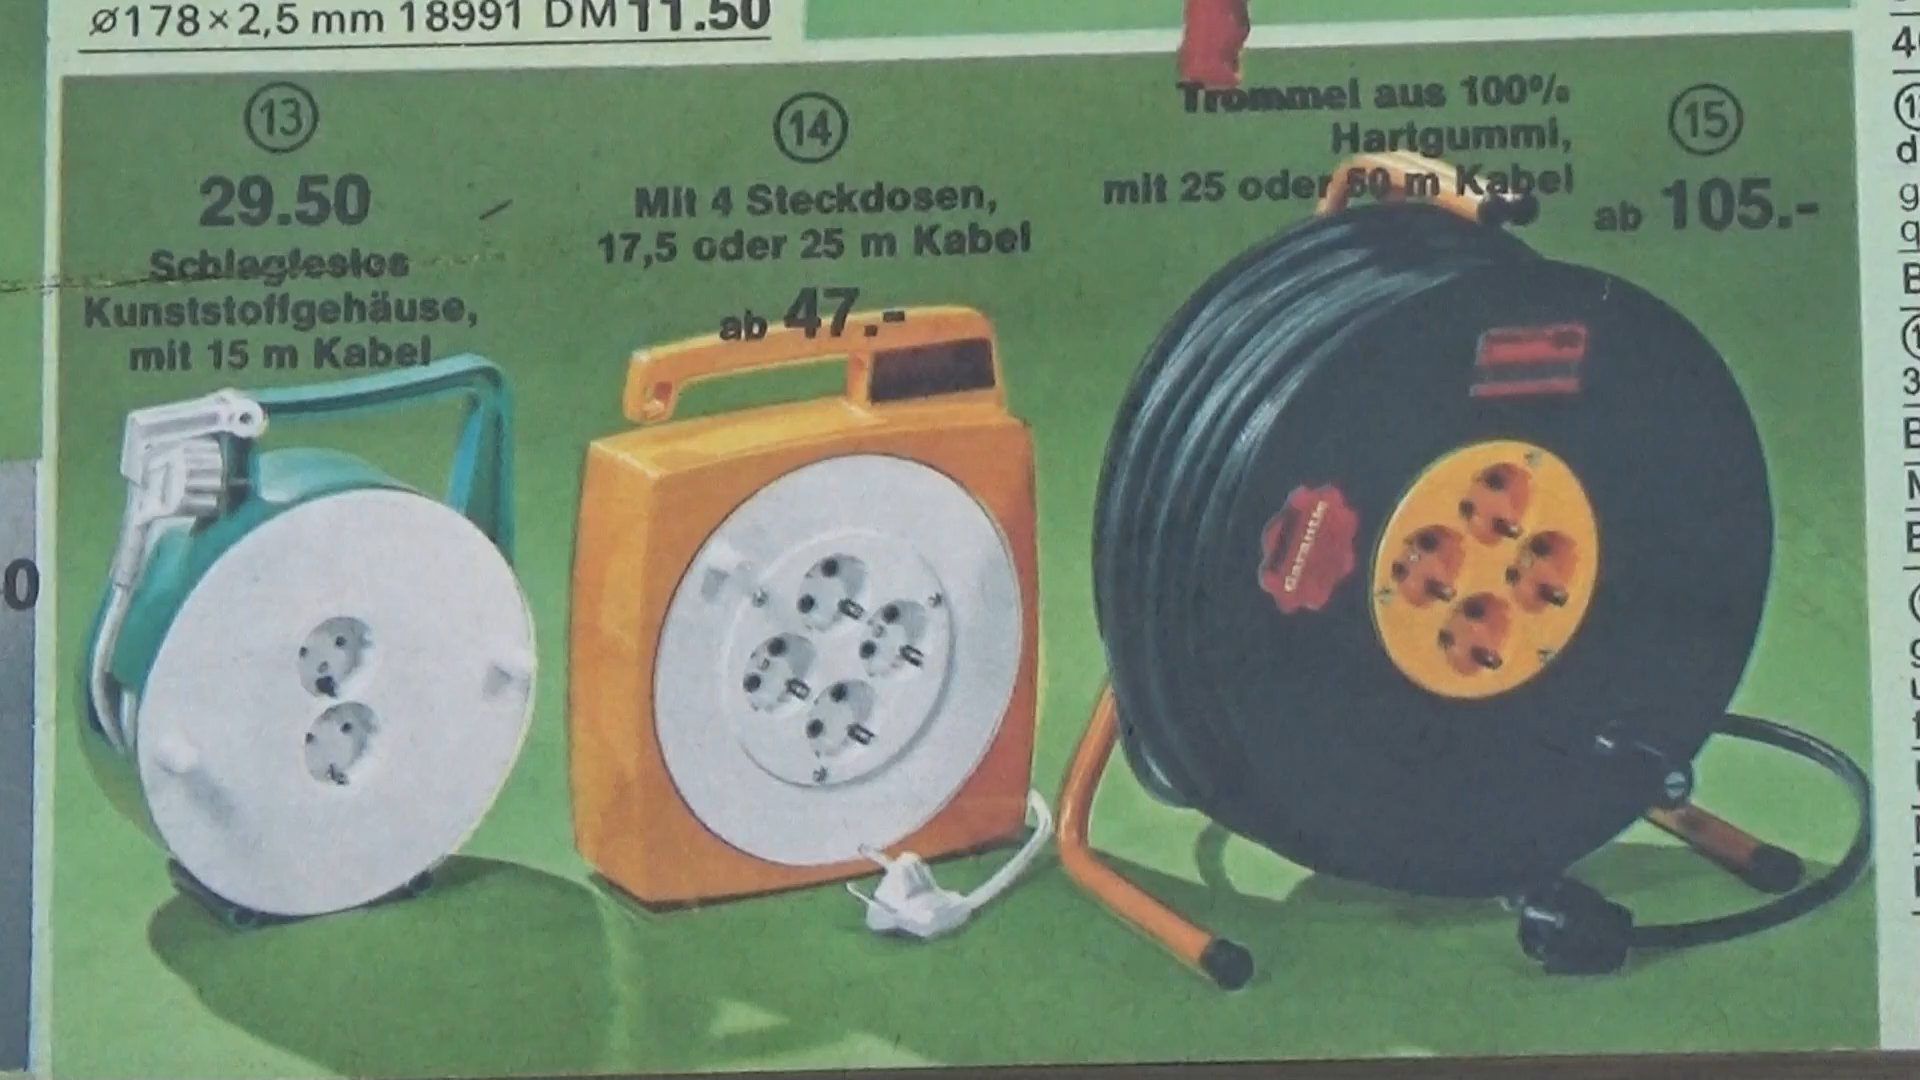 ⌀178×2,5 mm 18991 DM 11.50
13
29.50
Schlagfestes
Kunststoffgehäuse,
mit 15 m Kabel
14
Mit 4 Steckdosen,
17,5 oder 25 m Kabel
ab 47.-
Trommel aus 100%
Hartgummi,
mit 25 oder 50 m Kabel
15
ab 105.-
Garantie